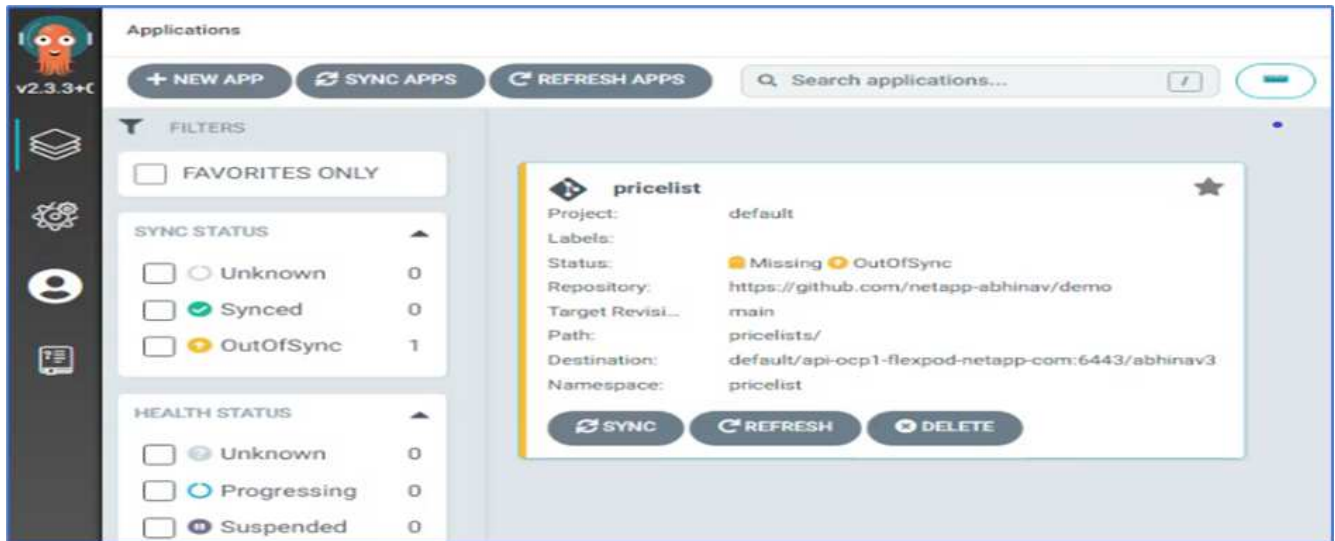 Applications
v2.3.3+
+ NEW APP
SYNC APPS
REFRESH APPS
Search applications...
/
FILTERS
FAVORITES ONLY
SYNC STATUS
Unknown 0
Synced 0
OutOfSync 1
HEALTH STATUS
Unknown 0
Progressing 0
Suspended 0
pricelist
Project: default
Labels:
Status: Missing OutOfSync
Repository: https://github.com/netapp-abhinav/demo
Target Revisi... main
Path: pricelists/
Destination: default/api-ocp1-flexpod-netapp-com:6443/abhinav3
Namespace: pricelist
SYNC
REFRESH
DELETE